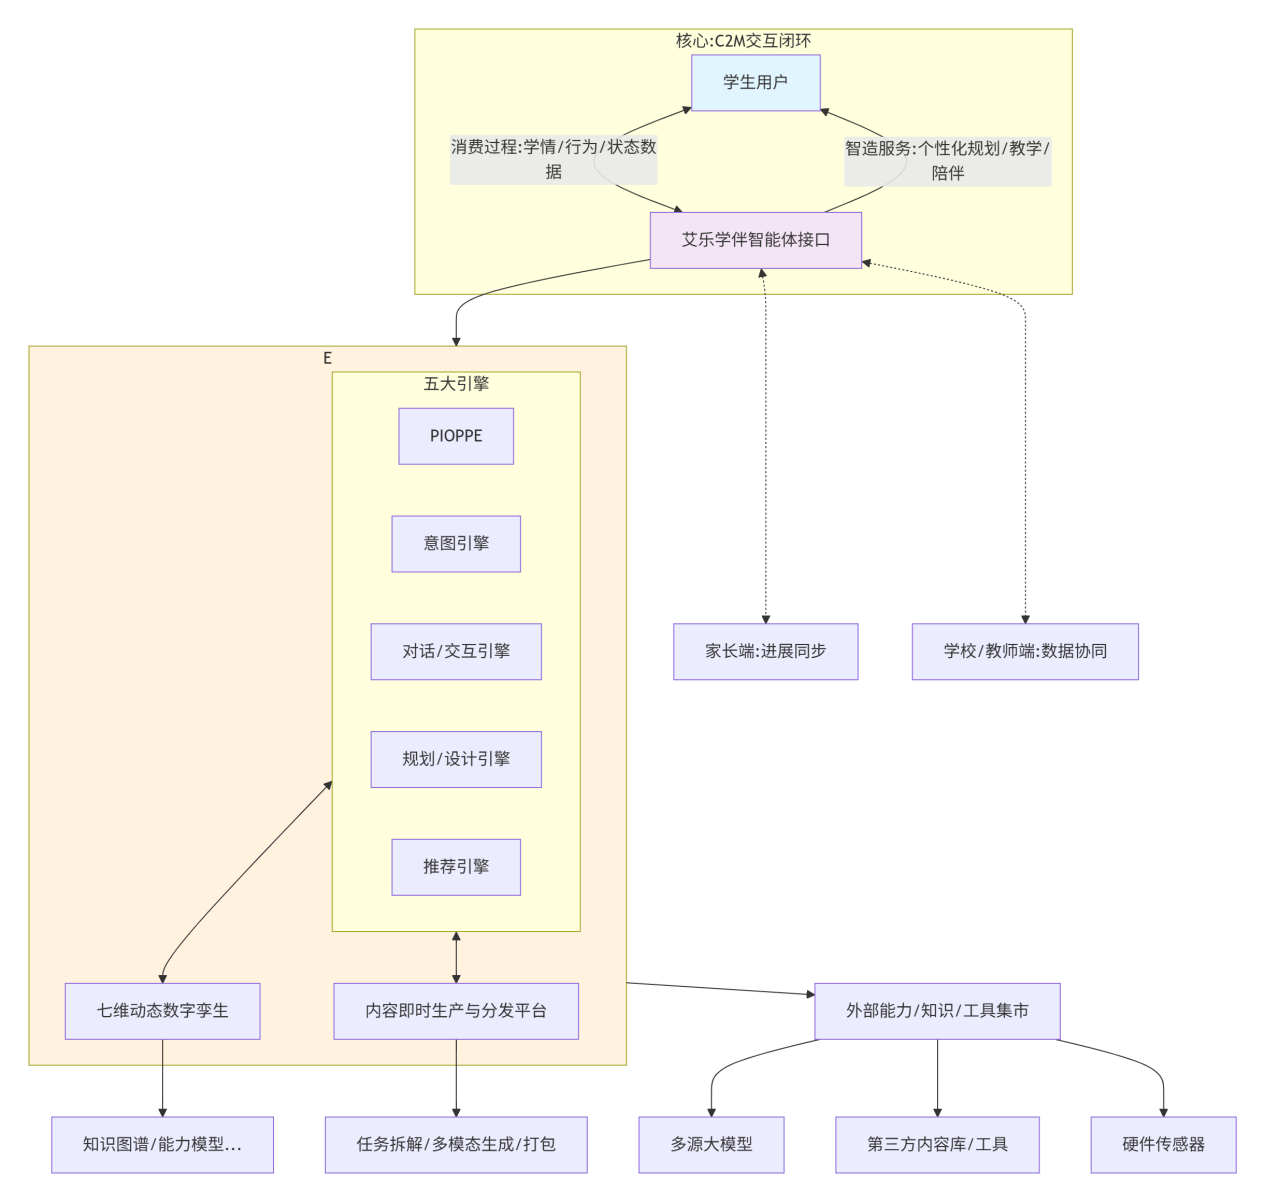 核心:C2M交互闭环
学生用户
消费过程:学情/行为/状态数
据
智造服务:个性化规划/教学/
陪伴
艾乐学伴智能体接口
E
五大引擎
PIOPPE
意图引擎
对话/交互引擎
家长端:进展同步
学校/教师端:数据协同
规划/设计引擎
推荐引擎
七维动态数字孪生
内容即时生产与分发平台
外部能力/知识/工具集市
知识图谱/能力模型...
任务拆解/多模态生成/打包
多源大模型
第三方内容库/工具
硬件传感器